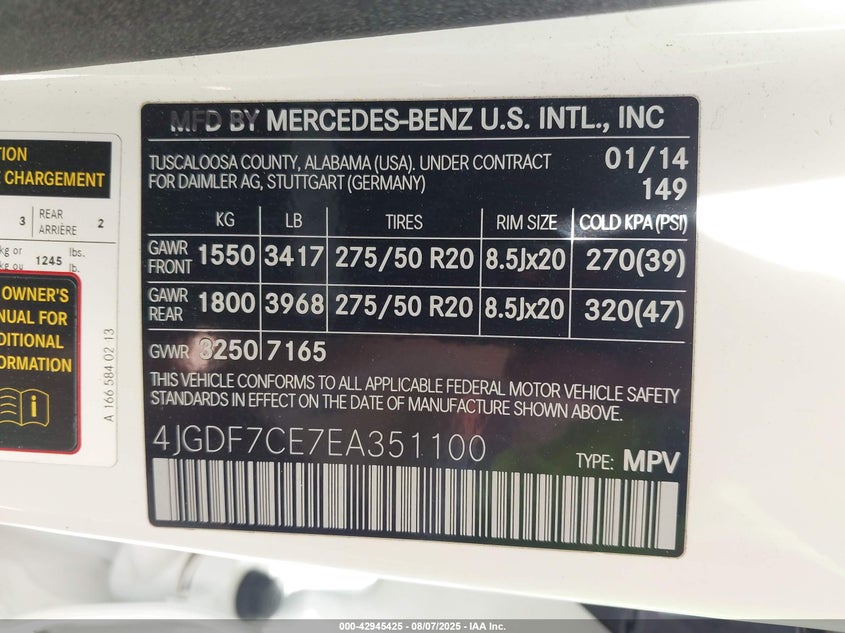 MFD BY MERCEDES-BENZ U.S. INTL., INC
TUSCALOOSA COUNTY, ALABAMA (USA). UNDER CONTRACT
FOR DAIMLER AG, STUTTGART (GERMANY)
01/14
149
KG LB TIRES RIM SIZE COLD KPA (PSI)
GAWR FRONT 1550 3417 275/50 R20 8.5Jx20 270(39)
GAWR REAR 1800 3968 275/50 R20 8.5Jx20 320(47)
GVWR 3250 7165
THIS VEHICLE CONFORMS TO ALL APPLICABLE FEDERAL MOTOR VEHICLE SAFETY
STANDARDS IN EFFECT ON THE DATE OF MANUFACTURE SHOWN ABOVE.
4JGDF7CE7EA351100
TYPE: MPV
CHARGEMENT
3 REAR
ARRIÈRE 2
kg or
kg ou 1245 lbs.
lb.
OWNER'S
FOR
i
A 166 584 02 13
000-42945425 - 08/07/2025 - IAA Inc.